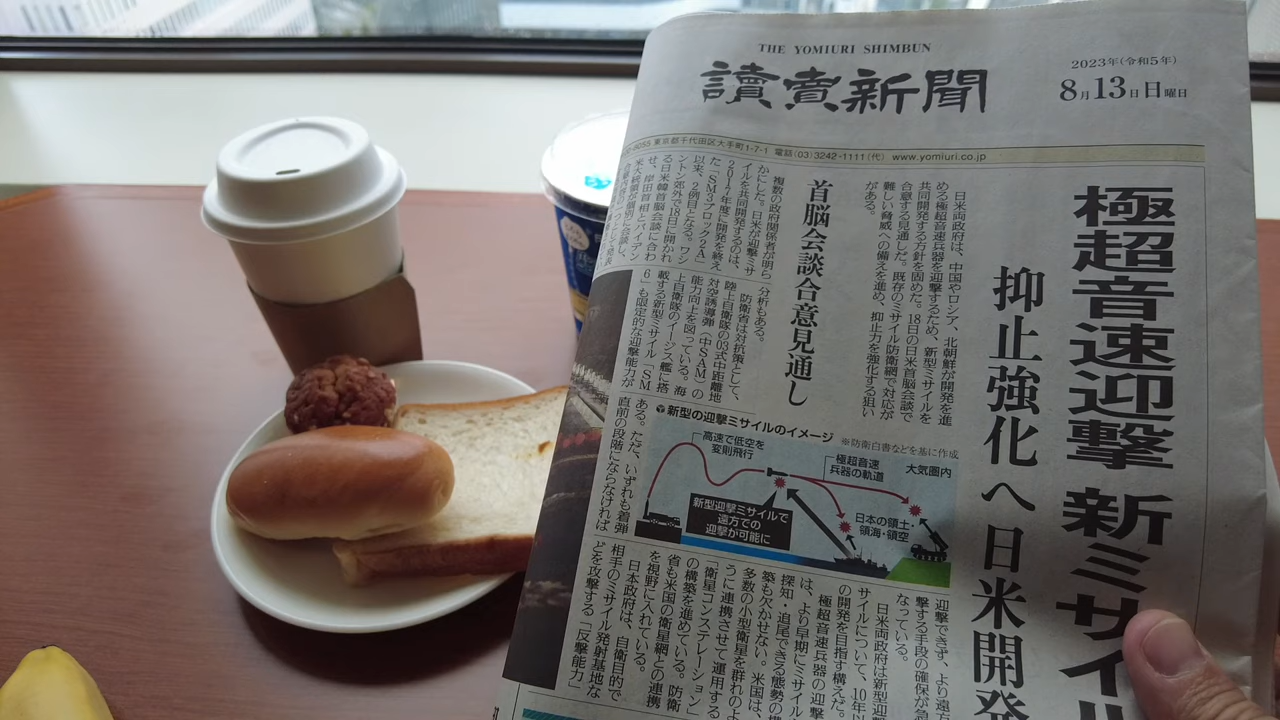 THE YOMIURI SHIMBUN
讀賣新聞
2023年(令和5年)
8月13日日曜日
東京都千代田区大手町1-7-1 電話(03)3242-1111(代) www.yomiuri.co.jp
極超音速迎撃 新ミサイル
抑止強化へ日米開発
首脳会談合意見通し
日米両政府は、中国やロシア、北朝鮮が開発を進
める極超音速兵器を迎撃するため、新型ミサイルを
共同開発する方針を固めた。18日の日米首脳会談で
合意する見通しだ。既存のミサイル防衛網で対応が
難しい脅威への備えを進め、抑止力を強化する狙い
がある。
複数の政府関係者が明ら
かにした。日米が迎撃ミサ
イルを共同開発するのは、
2017年度に開発を終え
た「SM3ブロック2A」
以来、2例目となる。ワシ
ントン郊外で18日に開かれ
る日米韓首脳会談に合わ
せ、岸田首相とバイデン
米大統領が個別に会談し、
分析もある。
防衛省は対抗策として、
陸上自衛隊の03式中距離地
対空誘導弾(中SAM)の
能力向上を図っている。海
上自衛隊のイージス艦に搭
載する新型ミサイル「SM
6」も限定的な迎撃能力が
ある。ただ、いずれも着弾
直前の段階にならなければ
迎撃できず、より遠方
撃する手段の確保が急
なっている。
日米両政府は新型迎撃
サイルについて、10年以
の開発を目指す構えだ。
極超音速兵器の迎撃
は、より早期にミサイル
探知・追尾できる態勢の構
築も欠かせない。米国は、
多数の小型衛星を群れのよ
うに連携させて運用する
「衛星コンステレーション」
の構築を進めている。防衛
省も米国の衛星網との連携
を視野に入れている。
日本政府は、自衛目的で
相手のミサイル発射基地な
どを攻撃する「反撃能力」
新型の迎撃ミサイルのイメージ
※防衛白書などを基に作成
高速で低空を
変則飛行
極超音速
兵器の軌道
大気圏内
新型迎撃ミサイルで
遠方での
迎撃が可能に
日本の領土・
領海・領空